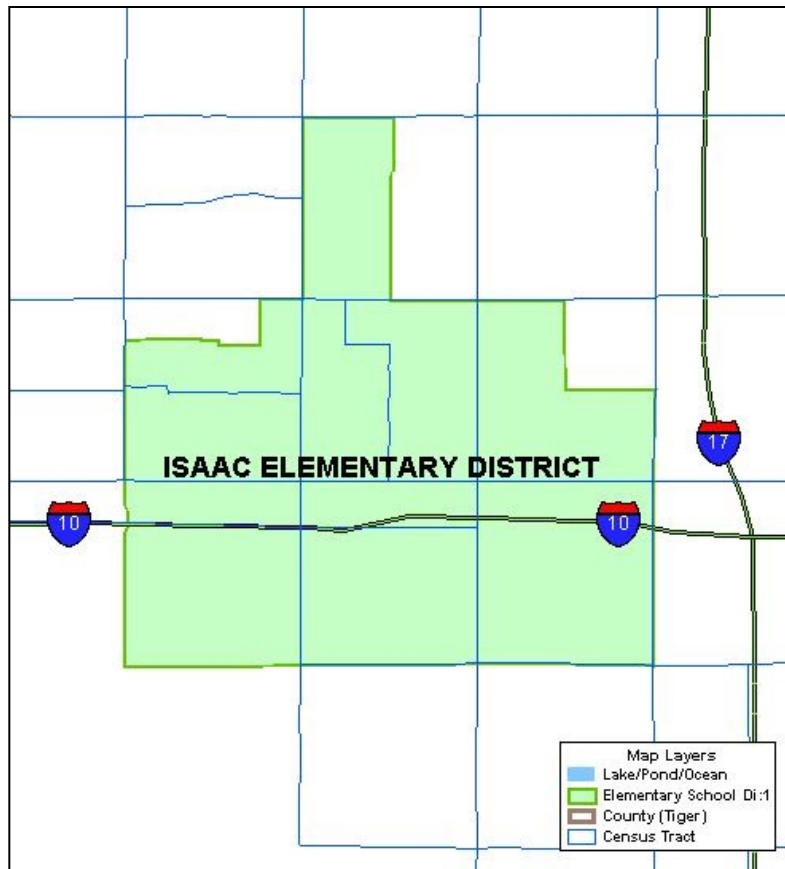 17
ISAAC ELEMENTARY DISTRICT
10
10
Map Layers
Lake/Pond/Ocean
Elementary School Di:1
County (Tiger)
Census Tract